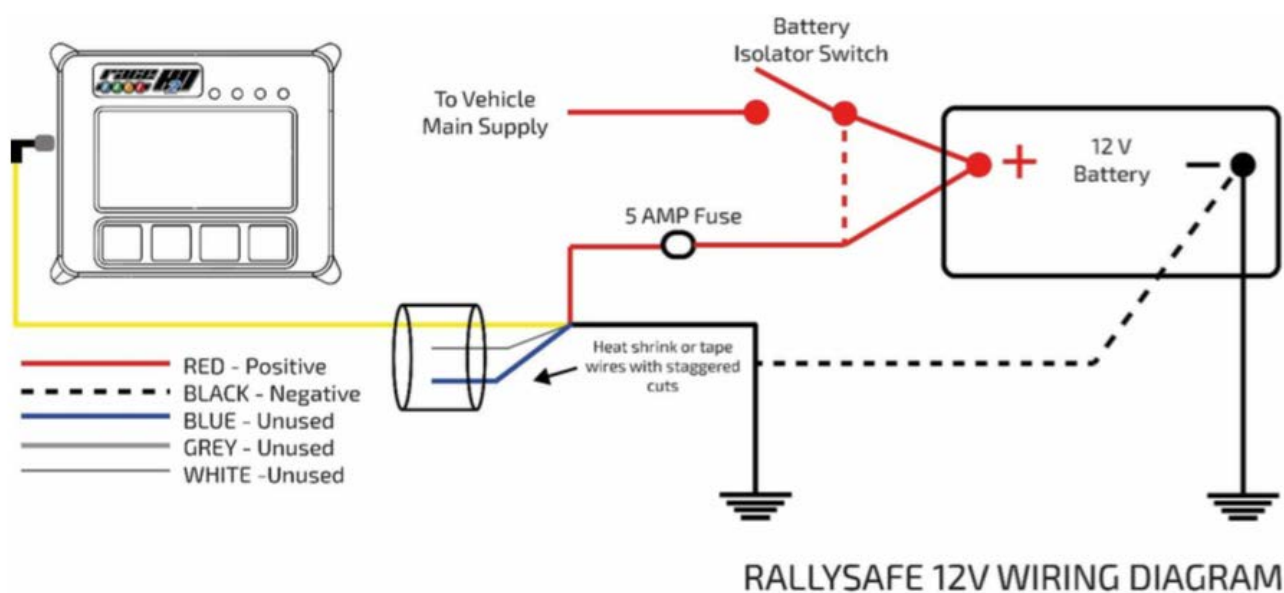 race
Battery
Isolator Switch
To Vehicle
Main Supply
12 V
Battery
5 AMP Fuse
Heat shrink or tape
wires with staggered
cuts
RED - Positive
BLACK - Negative
BLUE - Unused
GREY - Unused
WHITE -Unused
RALLYSAFE 12V WIRING DIAGRAM